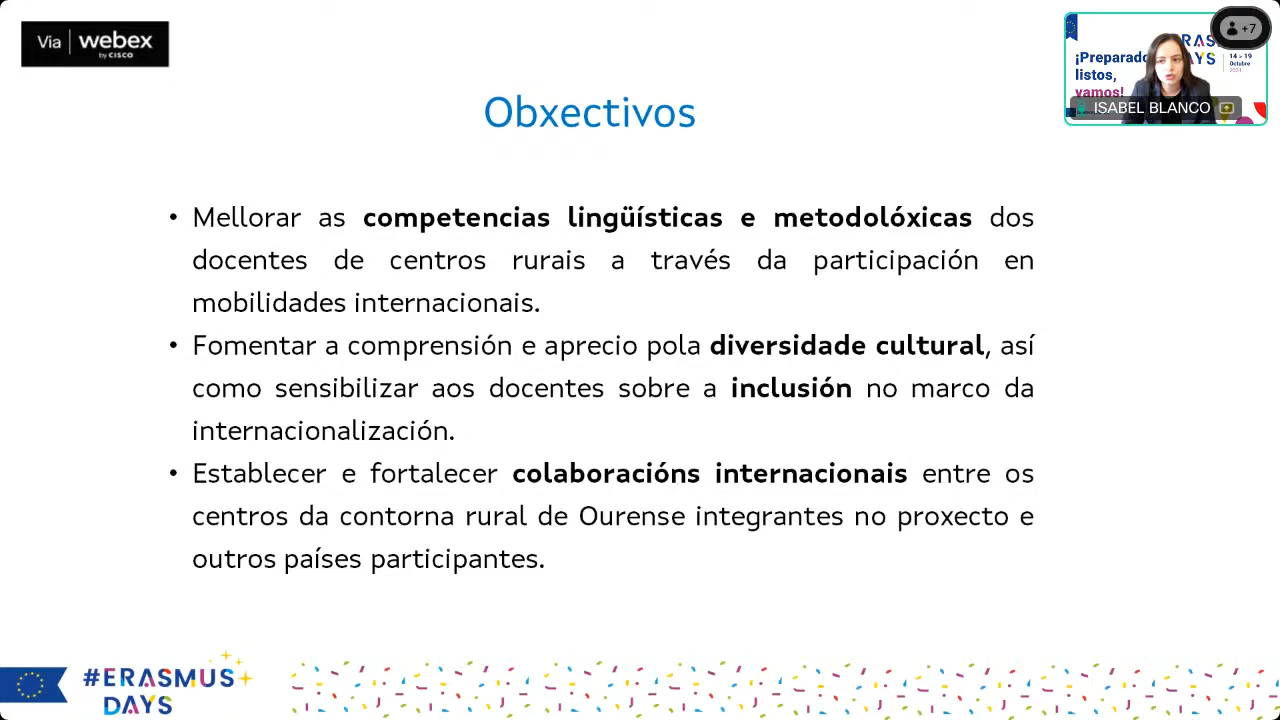 Via webex
by CISCO
+7
¡Preparado
listos,
vamos!
ERAS
AYS
14 > 19
Octubre
2024
ISABEL BLANCO
Obxectivos
• Mellorar as competencias lingüísticas e metodolóxicas dos
docentes de centros rurais a través da participación en
mobilidades internacionais.
• Fomentar a comprensión e aprecio pola diversidade cultural, así
como sensibilizar aos docentes sobre a inclusión no marco da
internacionalización.
• Establecer e fortalecer colaboracións internacionais entre os
centros da contorna rural de Ourense integrantes no proxecto e
outros países participantes.
#ERASMUS
DAYS